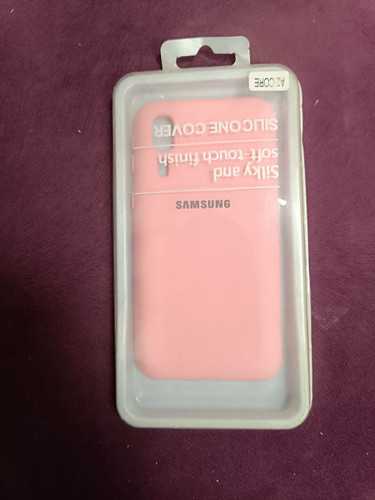 A2 CORE
SILICONE COVER
Silky and
soft-touch finish
SAMSUNG